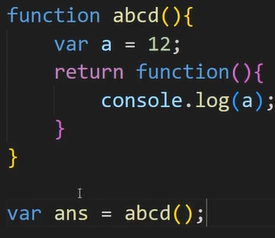 function abcd(){
    var a = 12;
    return function(){
        console.log(a);
    }
}
var ans = abcd();